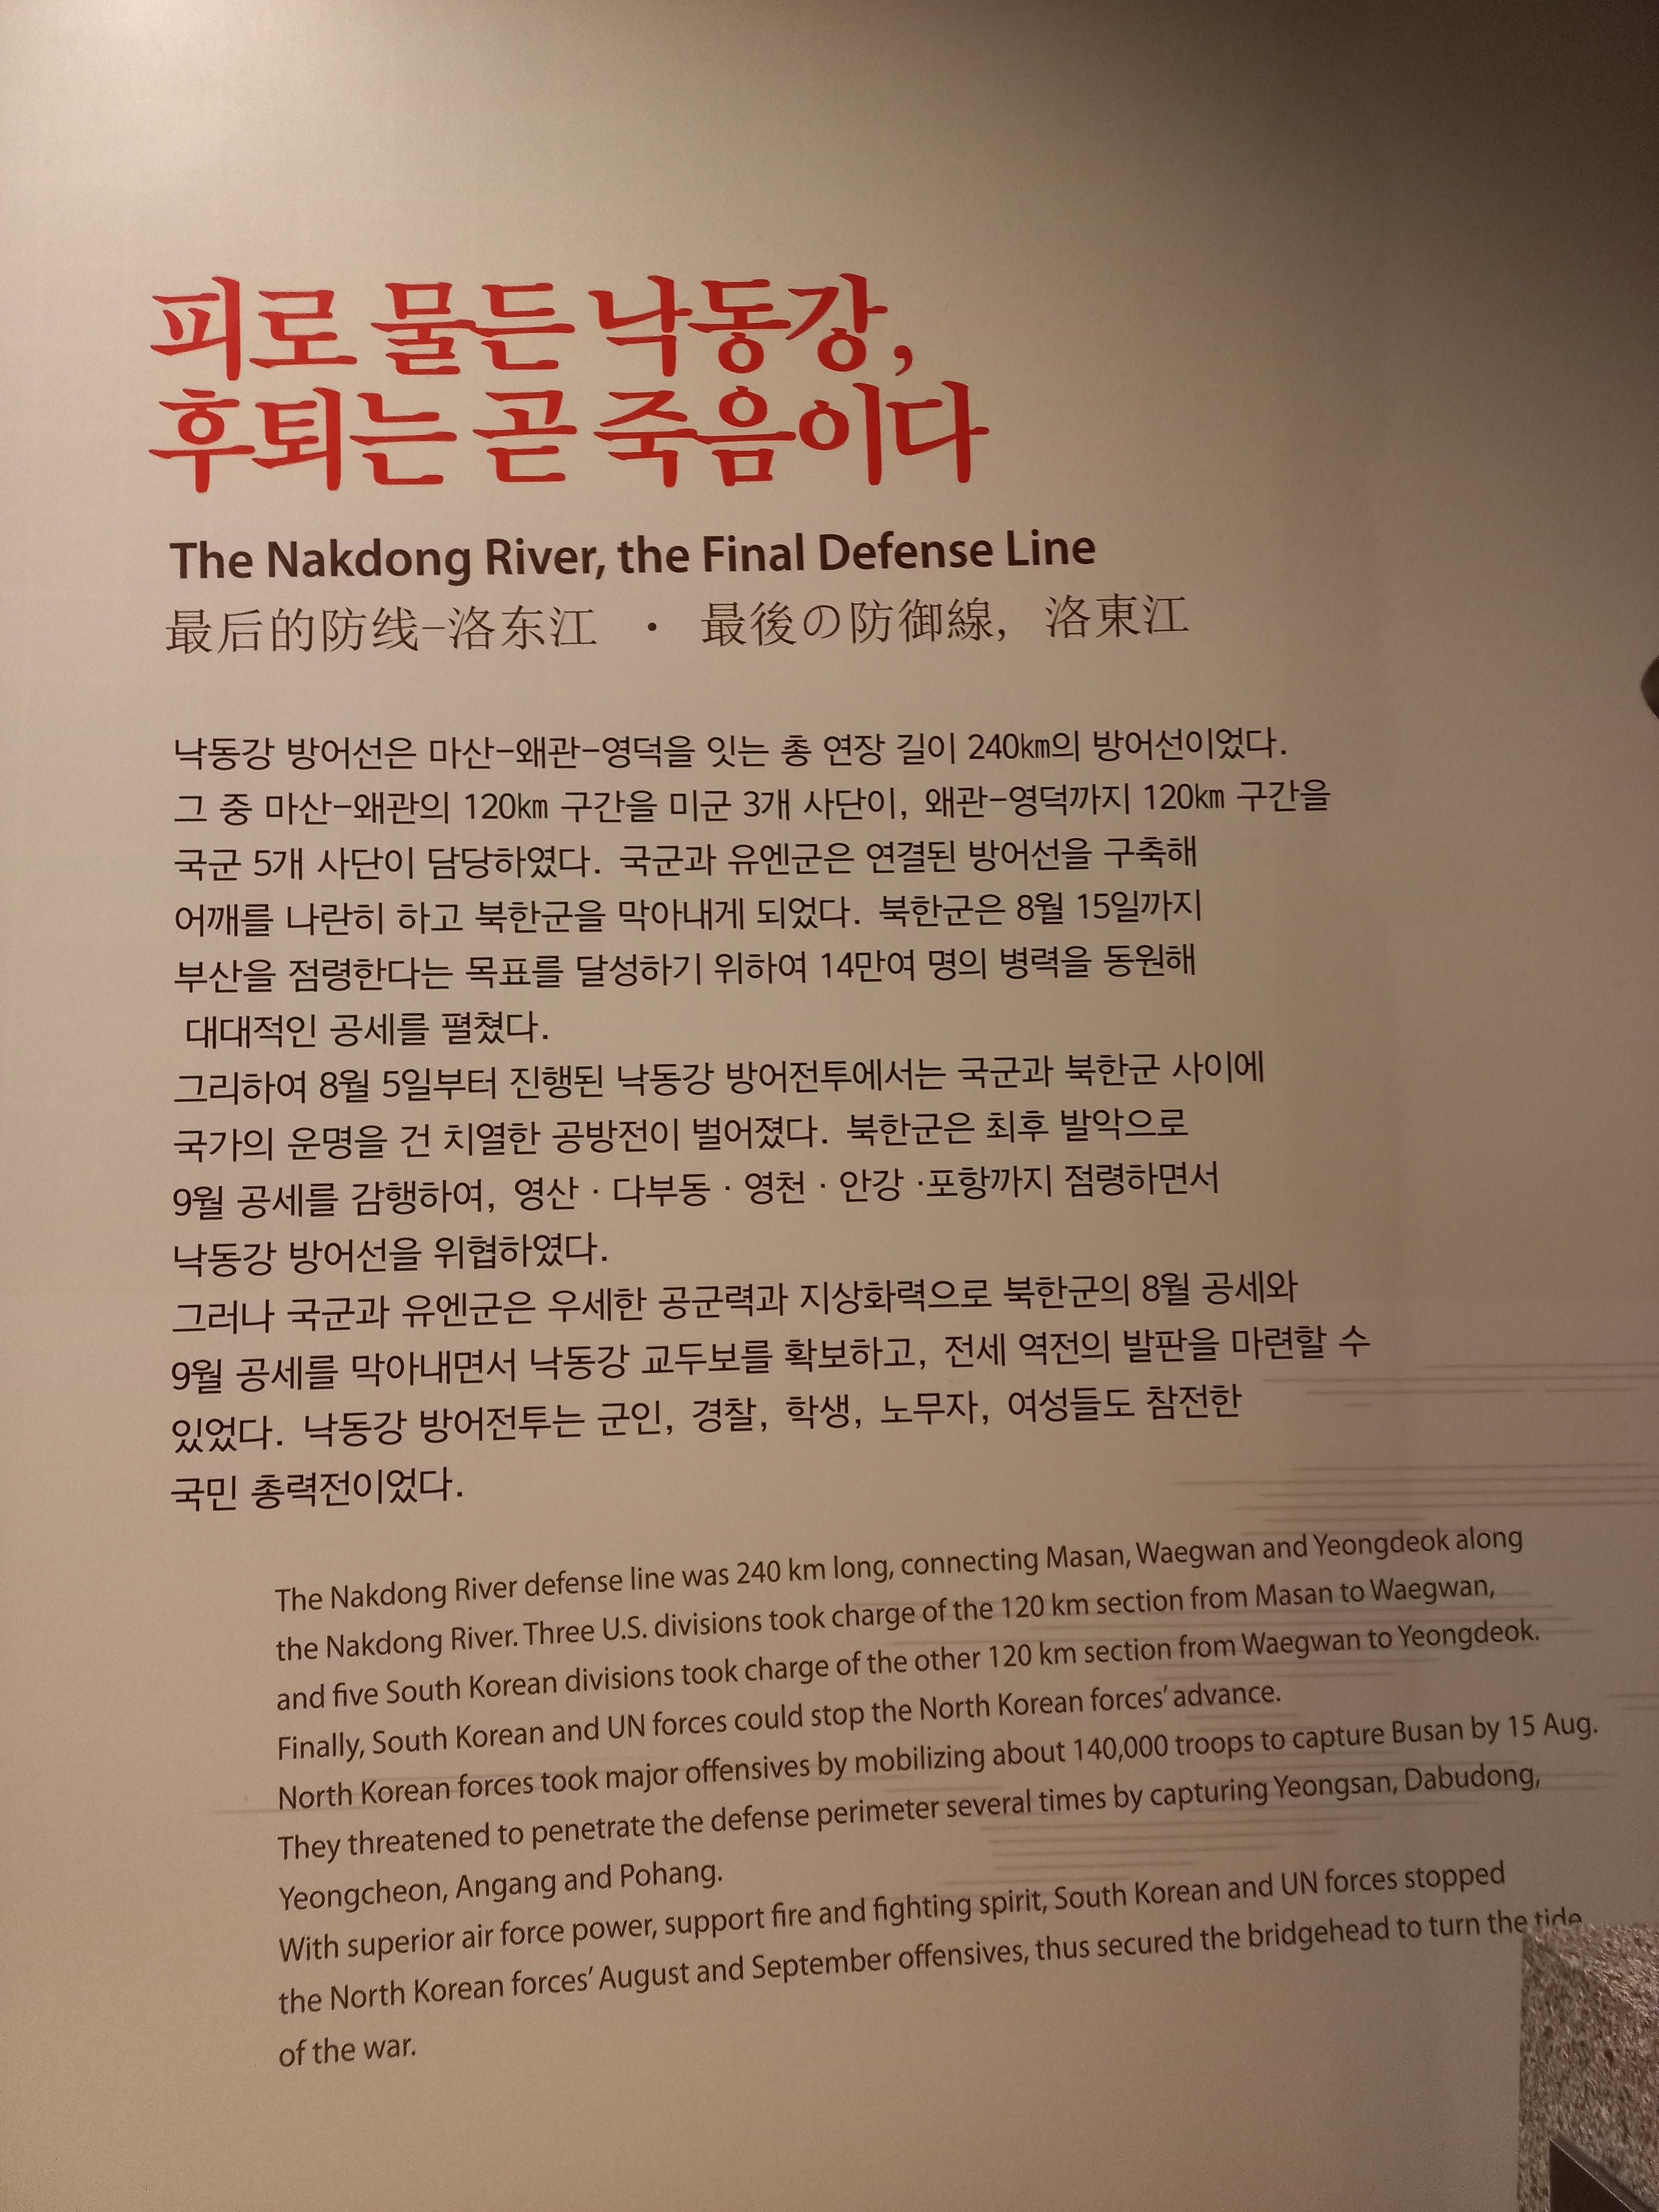 피로 물든 낙동강,
후퇴는 곧 죽음이다
The Nakdong River, the Final Defense Line
最后的防线-洛东江 · 最後の防御線, 洛東江
낙동강 방어선은 마산-왜관-영덕을 잇는 총 연장 길이 240㎞의 방어선이었다.
그 중 마산-왜관의 120㎞ 구간을 미군 3개 사단이, 왜관-영덕까지 120㎞ 구간을
국군 5개 사단이 담당하였다. 국군과 유엔군은 연결된 방어선을 구축해
어깨를 나란히 하고 북한군을 막아내게 되었다. 북한군은 8월 15일까지
부산을 점령한다는 목표를 달성하기 위하여 14만여 명의 병력을 동원해
대대적인 공세를 펼쳤다.
그리하여 8월 5일부터 진행된 낙동강 방어전투에서는 국군과 북한군 사이에
국가의 운명을 건 치열한 공방전이 벌어졌다. 북한군은 최후 발악으로
9월 공세를 감행하여, 영산 · 다부동 · 영천 · 안강 ·포항까지 점령하면서
낙동강 방어선을 위협하였다.
그러나 국군과 유엔군은 우세한 공군력과 지상화력으로 북한군의 8월 공세와
9월 공세를 막아내면서 낙동강 교두보를 확보하고, 전세 역전의 발판을 마련할 수
있었다. 낙동강 방어전투는 군인, 경찰, 학생, 노무자, 여성들도 참전한
국민 총력전이었다.
The Nakdong River defense line was 240 km long, connecting Masan, Waegwan and Yeongdeok along
the Nakdong River. Three U.S. divisions took charge of the 120 km section from Masan to Waegwan,
and five South Korean divisions took charge of the other 120 km section from Waegwan to Yeongdeok.
Finally, South Korean and UN forces could stop the North Korean forces' advance.
North Korean forces took major offensives by mobilizing about 140,000 troops to capture Busan by 15 Aug.
They threatened to penetrate the defense perimeter several times by capturing Yeongsan, Dabudong,
Yeongcheon, Angang and Pohang.
With superior air force power, support fire and fighting spirit, South Korean and UN forces stopped
the North Korean forces' August and September offensives, thus secured the bridgehead to turn the tide
of the war.